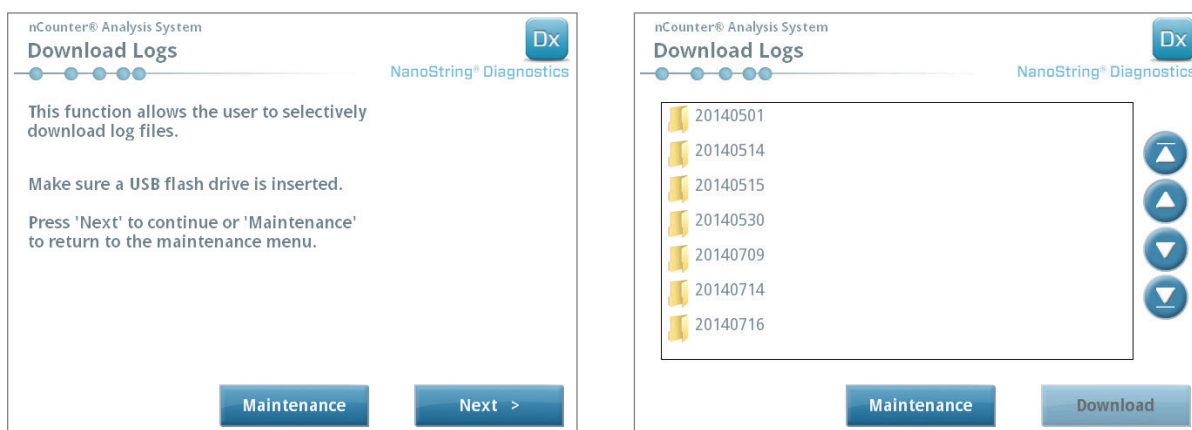 nCounter® Analysis System
Download Logs
Dx
NanoString® Diagnostics
This function allows the user to selectively
download log files.
Make sure a USB flash drive is inserted.
Press 'Next' to continue or 'Maintenance'
to return to the maintenance menu.
Maintenance
Next >
nCounter® Analysis System
Download Logs
Dx
NanoString® Diagnostics
20140501
20140514
20140515
20140530
20140709
20140714
20140716
Maintenance
Download